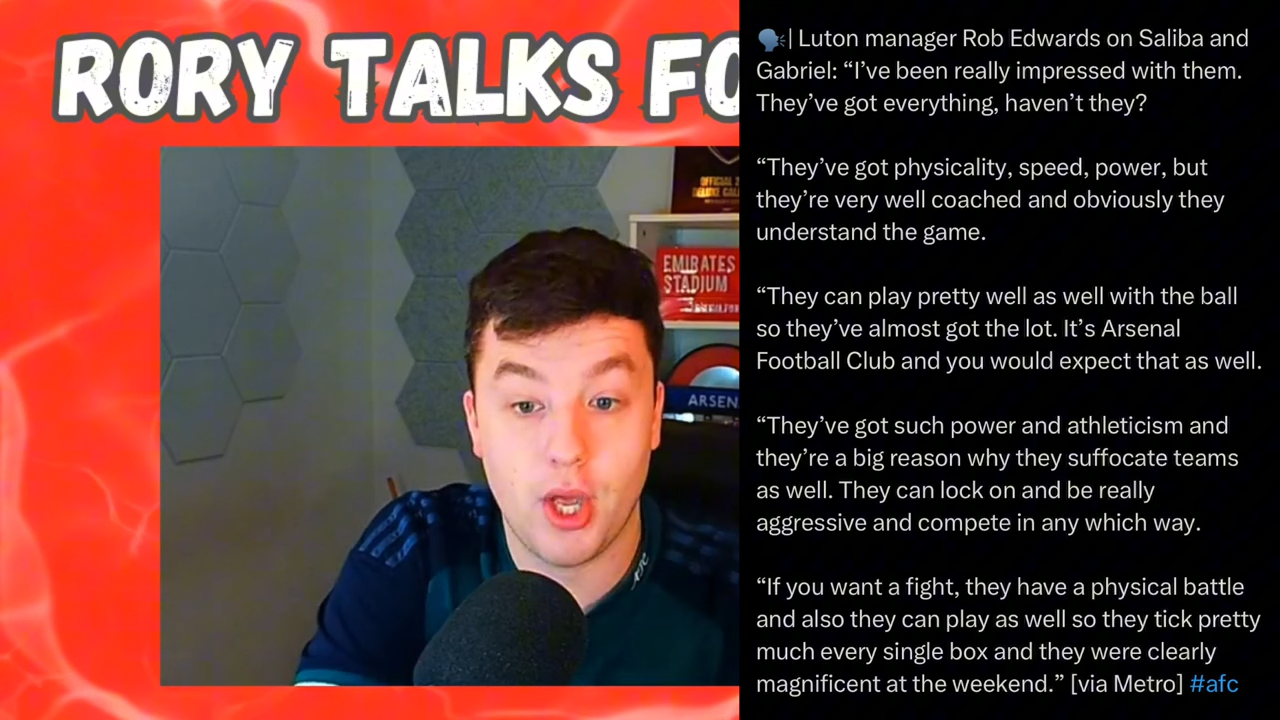 RORY TALKS FO
OFFICIAL
EMIRATES
STADIUM
ARSEN
🗣️| Luton manager Rob Edwards on Saliba and
Gabriel: “I’ve been really impressed with them.
They’ve got everything, haven’t they?
“They’ve got physicality, speed, power, but
they’re very well coached and obviously they
understand the game.
“They can play pretty well as well with the ball
so they’ve almost got the lot. It’s Arsenal
Football Club and you would expect that as well.
“They’ve got such power and athleticism and
they’re a big reason why they suffocate teams
as well. They can lock on and be really
aggressive and compete in any which way.
“If you want a fight, they have a physical battle
and also they can play as well so they tick pretty
much every single box and they were clearly
magnificent at the weekend.” [via Metro] #afc